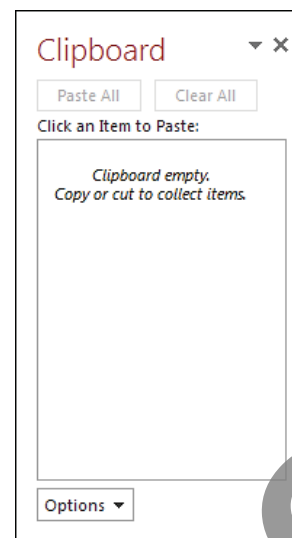 Clipboard
Paste All Clear All
Click an Item to Paste:
Clipboard empty.
Copy or cut to collect items.
Options